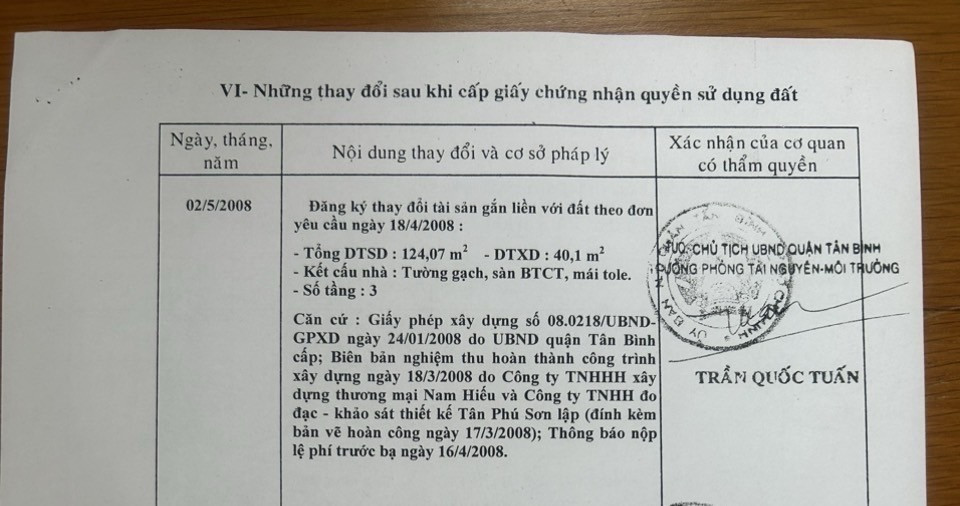 VI- Những thay đổi sau khi cấp giấy chứng nhận quyền sử dụng đất
Ngày, tháng,
năm
Nội dung thay đổi và cơ sở pháp lý
Xác nhận của cơ quan
có thẩm quyền
02/5/2008
Đăng ký thay đổi tài sản gắn liền với đất theo đơn
yêu cầu ngày 18/4/2008 :
- Tổng DTSD : 124,07 m² - DTXD : 40,1 m²
- Kết cấu nhà : Tường gạch, sàn BTCT, mái tole.
- Số tầng : 3
Căn cứ : Giấy phép xây dựng số 08.0218/UBND-
GPXD ngày 24/01/2008 do UBND quận Tân Bình
cấp; Biên bản nghiệm thu hoàn thành công trình
xây dựng ngày 18/3/2008 do Công ty TNHHH xây
dựng thương mại Nam Hiếu và Công ty TNHH đo
đạc - khảo sát thiết kế Tân Phú Sơn lập (đính kèm
bản vẽ hoàn công ngày 17/3/2008); Thông báo nộp
lệ phí trước bạ ngày 16/4/2008.
TUQ. CHỦ TỊCH UBND QUẬN TÂN BÌNH
TRƯỞNG PHÒNG TÀI NGUYÊN-MÔI TRƯỜNG
TRẦN QUỐC TUẤN